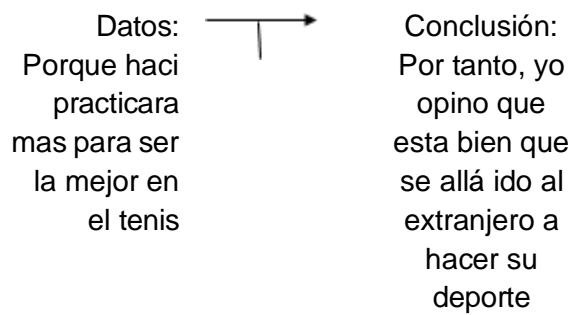 Datos:
Porque haci
practicara
mas para ser
la mejor en
el tenis
Conclusión:
Por tanto, yo
opino que
esta bien que
se allá ido al
extranjero a
hacer su
deporte